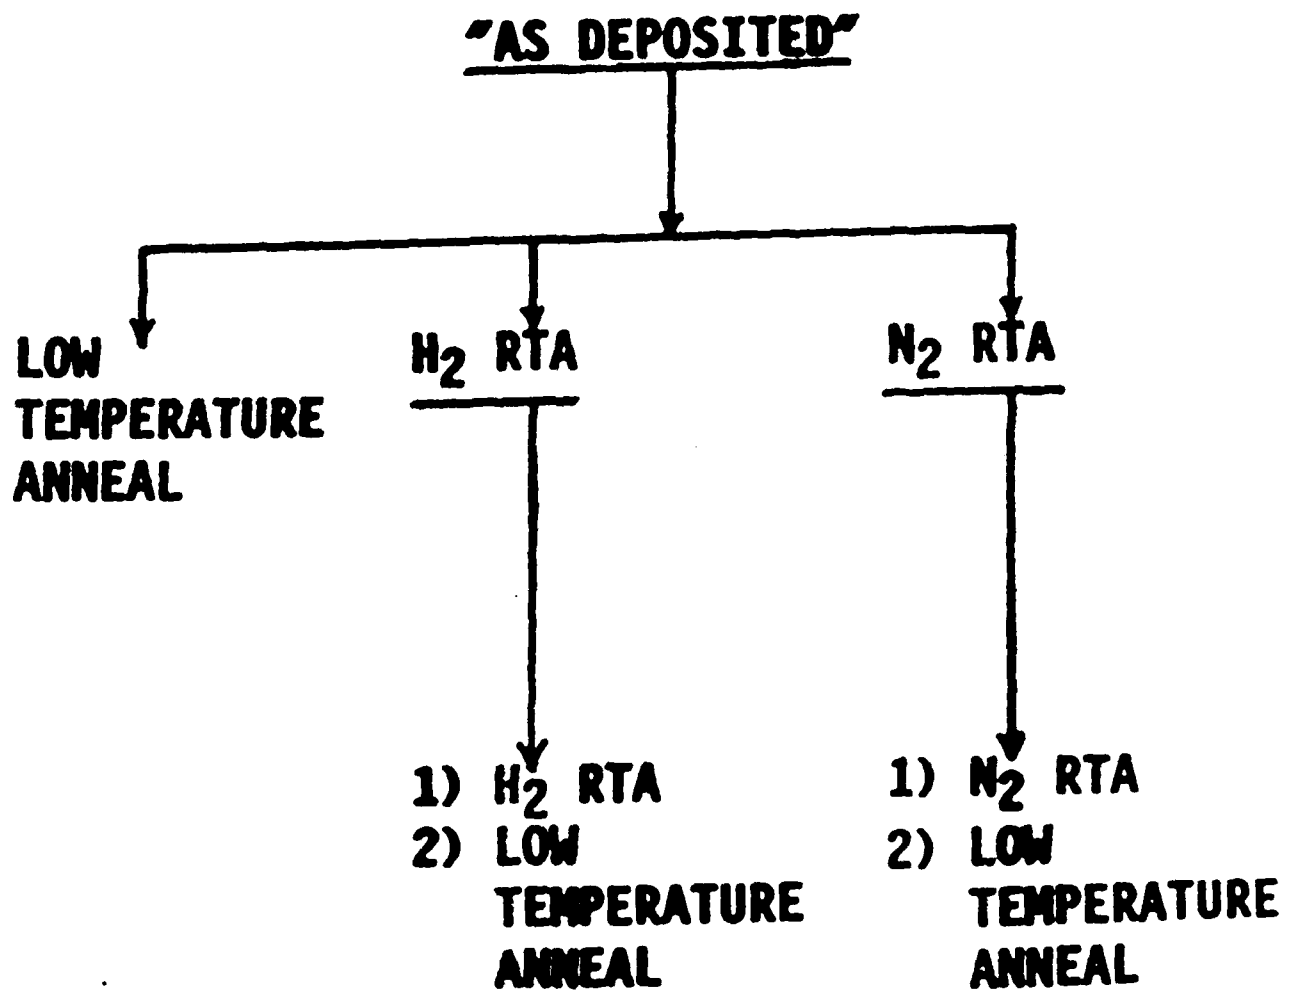 "AS DEPOSITED"
LOW
TEMPERATURE
ANNEAL
H2 RTA
N2 RTA
1) H2 RTA
2) LOW
TEMPERATURE
ANNEAL
1) N2 RTA
2) LOW
TEMPERATURE
ANNEAL